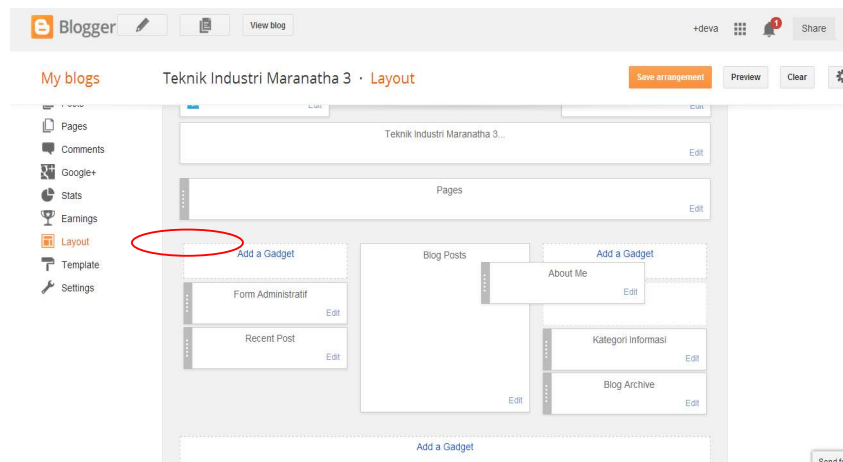 Blogger
View blog
+deva
1
Share
My blogs
Teknik Industri Maranatha 3 · Layout
Save arrangement
Preview
Clear
Posts
Pages
Comments
Google+
Stats
Earnings
Layout
Template
Settings
Edit
Edit
Teknik Industri Maranatha 3...
Edit
Pages
Edit
Add a Gadget
Form Administratif
Edit
Recent Post
Edit
Blog Posts
Edit
Add a Gadget
About Me
Edit
Kategori Informasi
Edit
Blog Archive
Edit
Add a Gadget